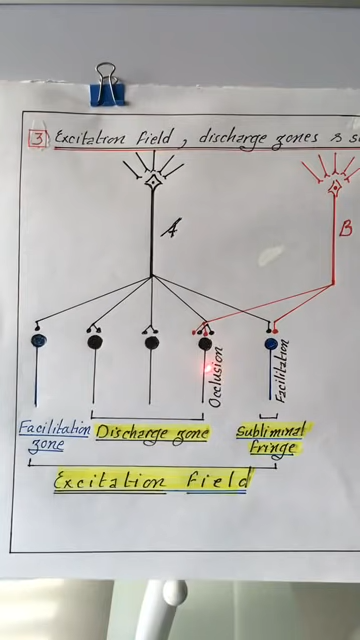 3 Excitation field, discharge zones & s
A
B
Occlusion
Facilitation
Facilitation
zone
Discharge zone
Subliminal
fringe
Excitation field